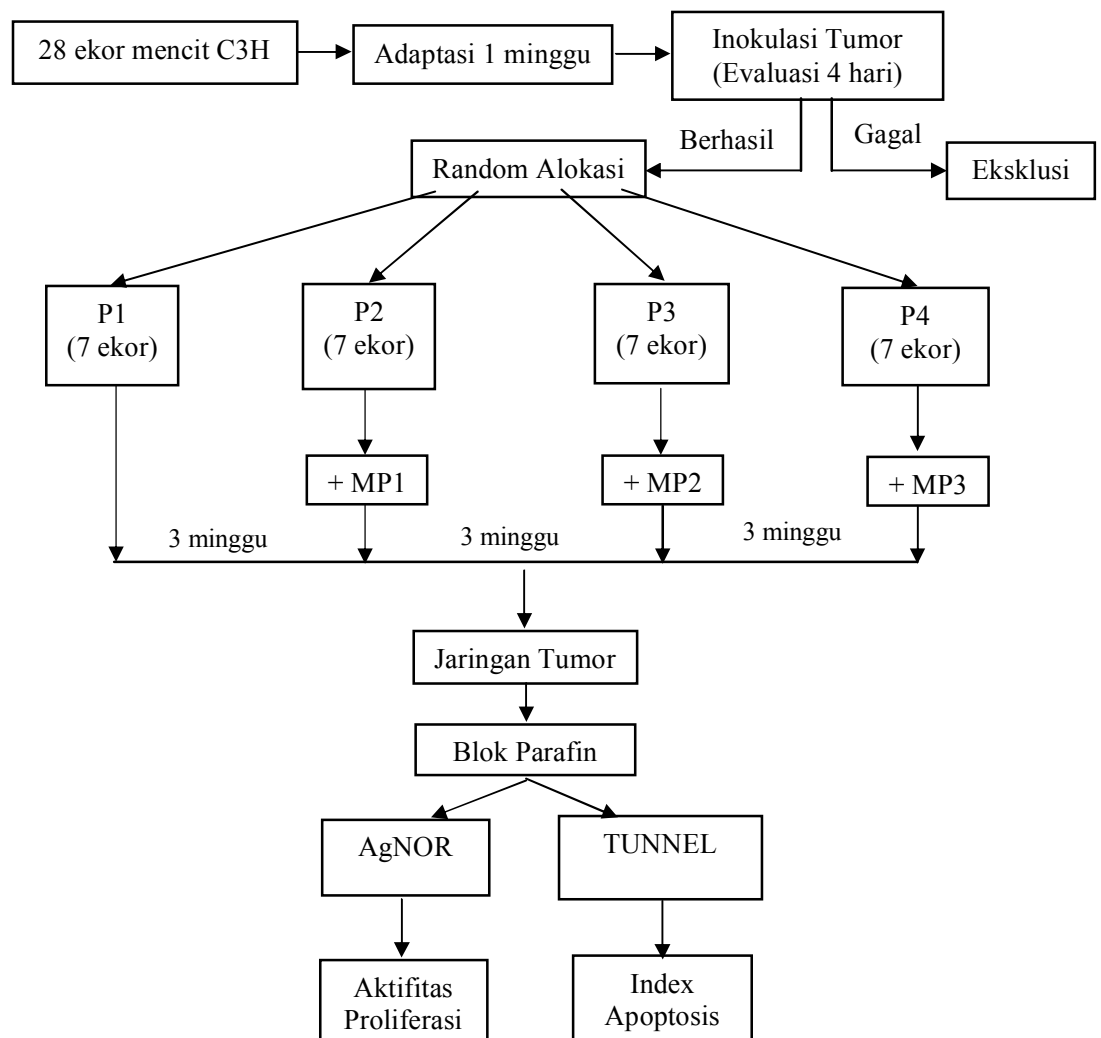 28 ekor mencit C3H
Adaptasi 1 minggu
Inokulasi Tumor
(Evaluasi 4 hari)
Berhasil
Gagal
Random Alokasi
Eksklusi
P1
(7 ekor)
P2
(7 ekor)
P3
(7 ekor)
P4
(7 ekor)
+ MP1
+ MP2
+ MP3
3 minggu
3 minggu
3 minggu
Jaringan Tumor
Blok Parafin
AgNOR
TUNNEL
Aktifitas
Proliferasi
Index
Apoptosis